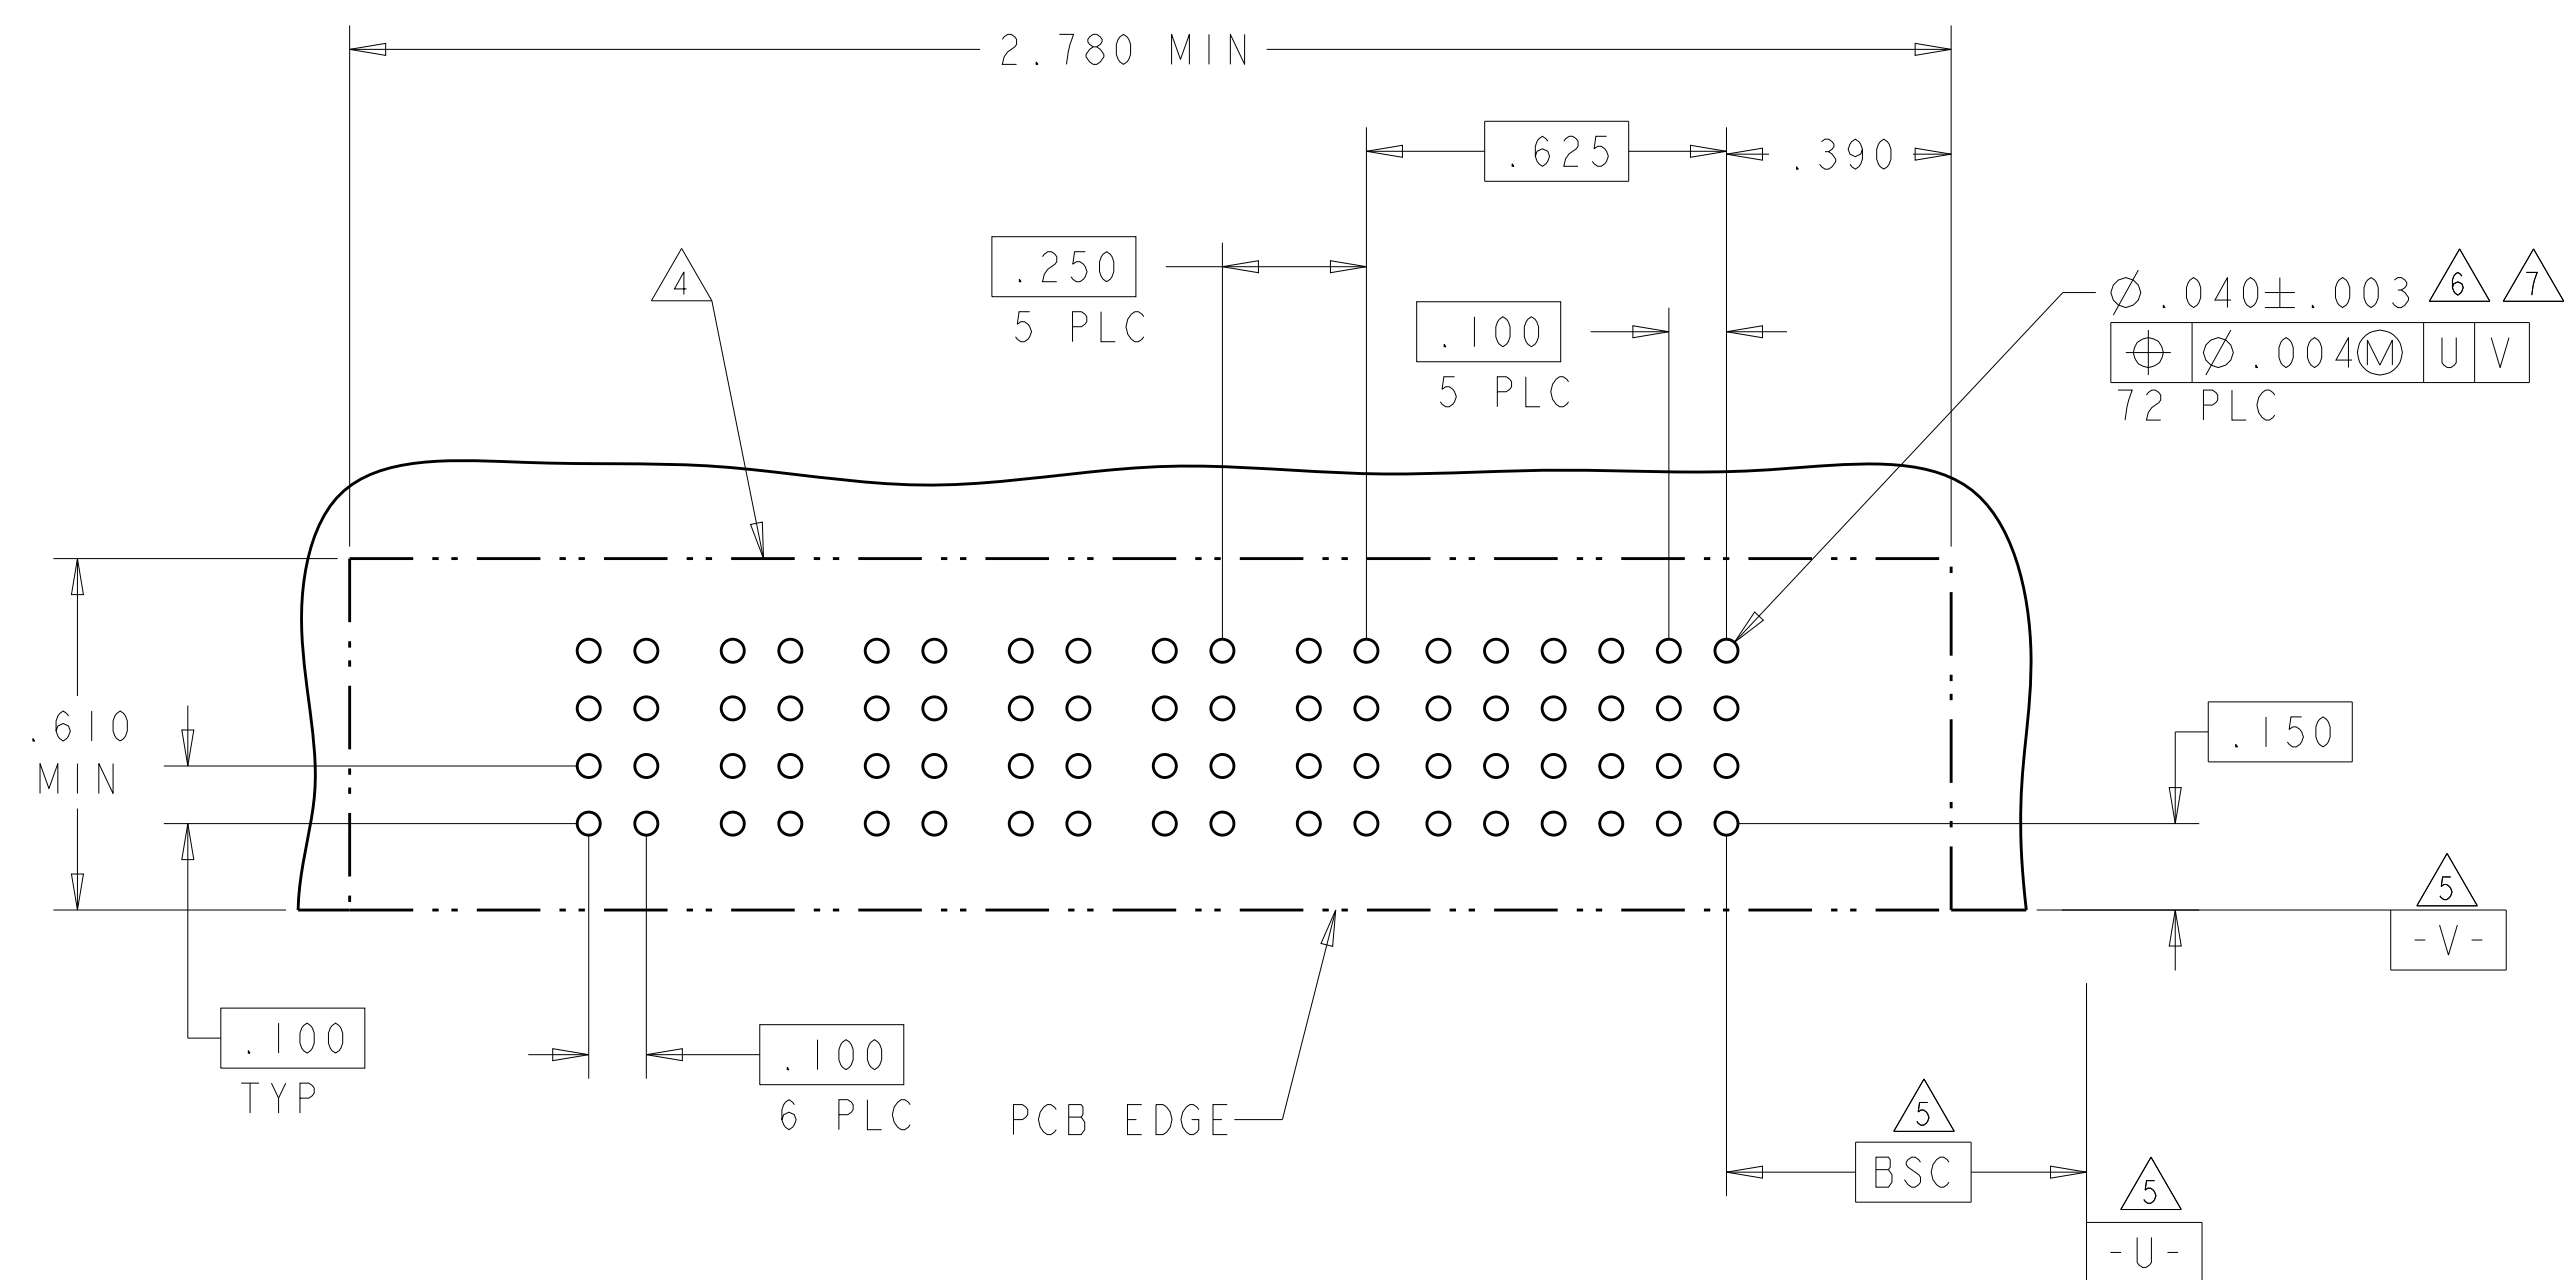 2.780 MIN
.625
.390
.250
5 PLC
.100
5 PLC
4
Ø.040±.003 6 7
⌖ Ø.004Ⓜ U V
72 PLC
.610
MIN
.150
5
-V-
.100
TYP
.100
6 PLC
PCB EDGE
5
BSC
5
-U-